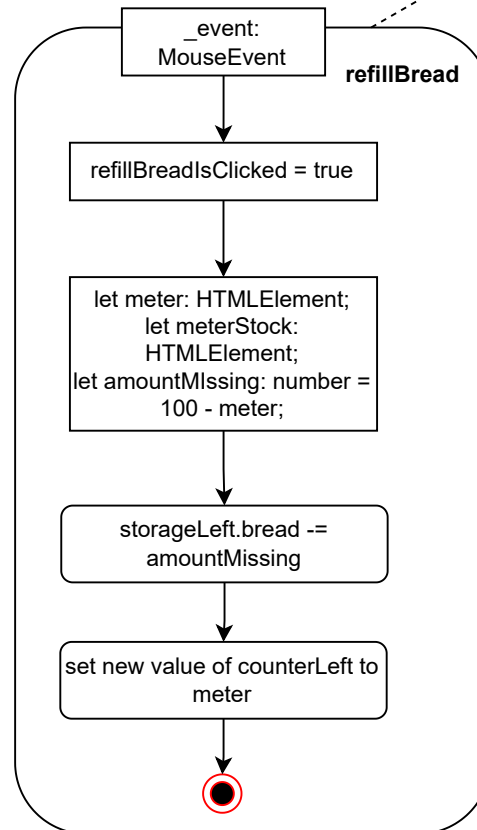 _event:
MouseEvent
refillBread
refillBreadIsClicked = true
let meter: HTMLElement;
let meterStock:
HTMLElement;
let amountMIssing: number =
100 - meter;
storageLeft.bread -=
amountMissing
set new value of counterLeft to
meter